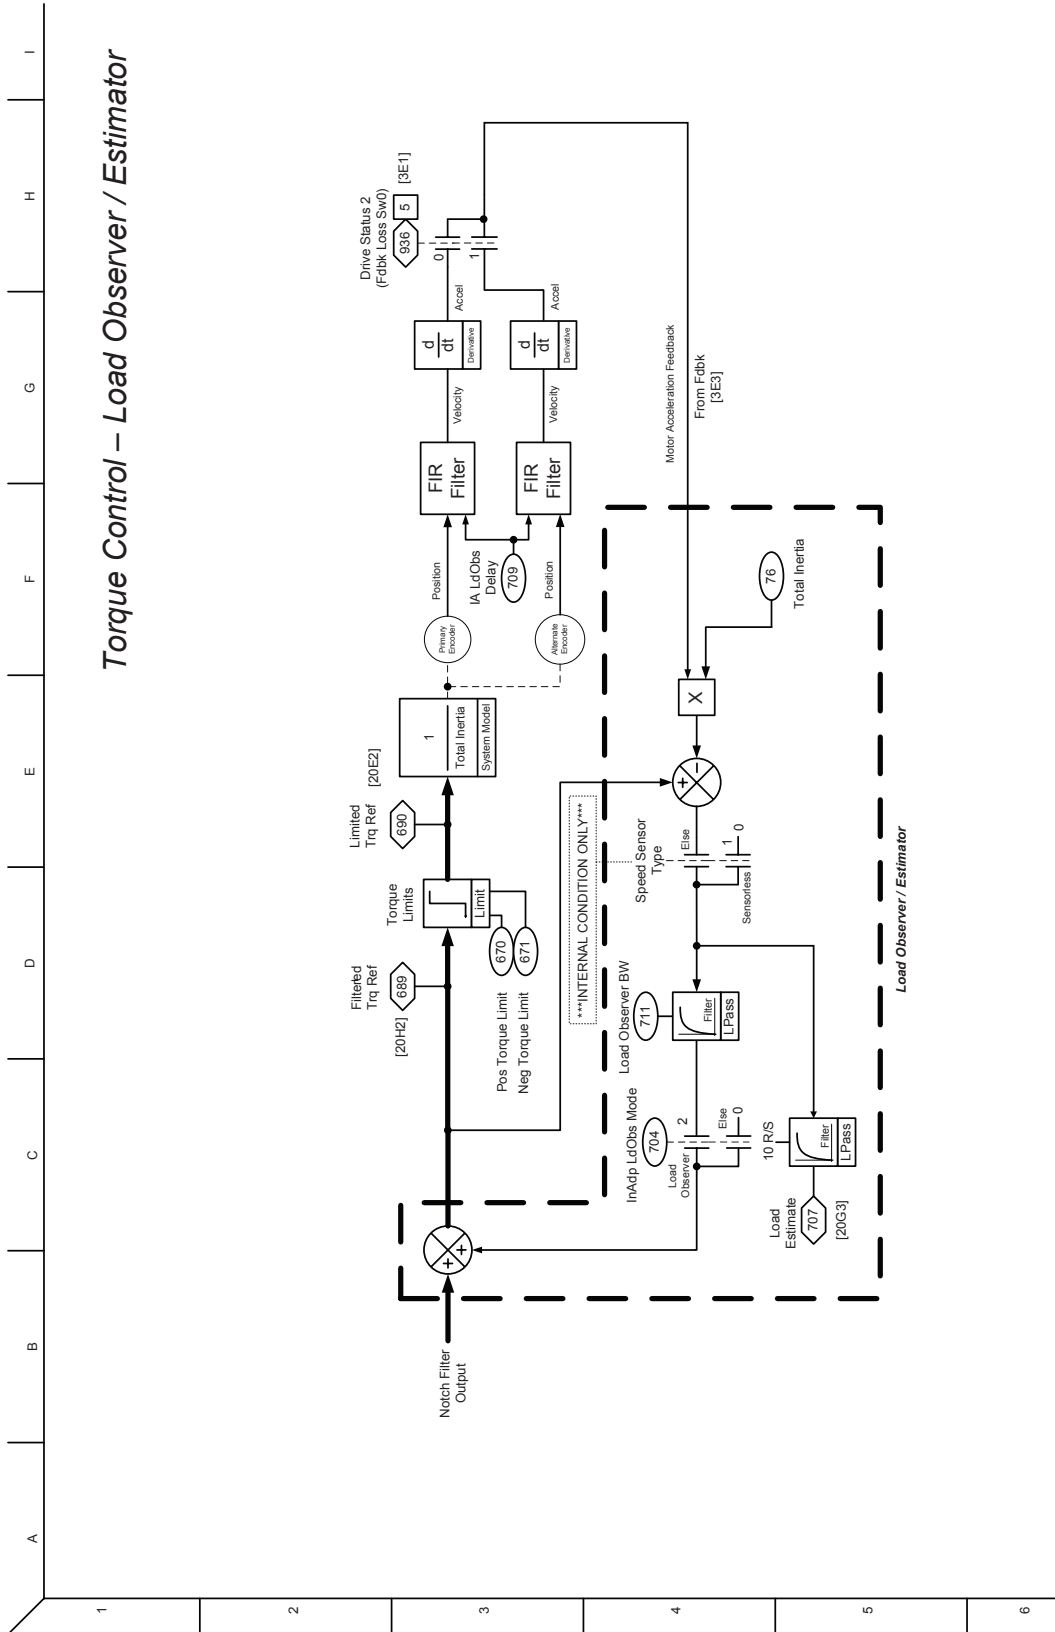 Torque Control – Load Observer / Estimator
A
B
C
D
E
F
G
H
I
1
2
3
4
5
6
Notch Filter
Output
+
+
Filtered
Trq Ref
689
[20H2]
Torque
Limits
Limit
670
671
Pos Torque Limit
Neg Torque Limit
Limited
Trq Ref
690
[20E2]
1
Total Inertia
System Model
Primary
Encoder
Alternate
Encoder
Position
Position
IA LdObs
Delay
709
FIR
Filter
FIR
Filter
Velocity
Velocity
d
dt
Derivative
d
dt
Derivative
Accel
Accel
Drive Status 2
(Fdbk Loss Sw0)
936
5
[3E1]
0
1
Motor Acceleration Feedback
From Fdbk
[3E3]
76
Total Inertia
X
+
–
***INTERNAL CONDITION ONLY***
Speed Sensor
Type
Else
1
0
Sensorless
Load Observer BW
711
Filter
LPass
InAdp LdObs Mode
704
Load
Observer
2
Else
0
10 R/S
Filter
LPass
Load
Estimate
707
[20G3]
Load Observer / Estimator